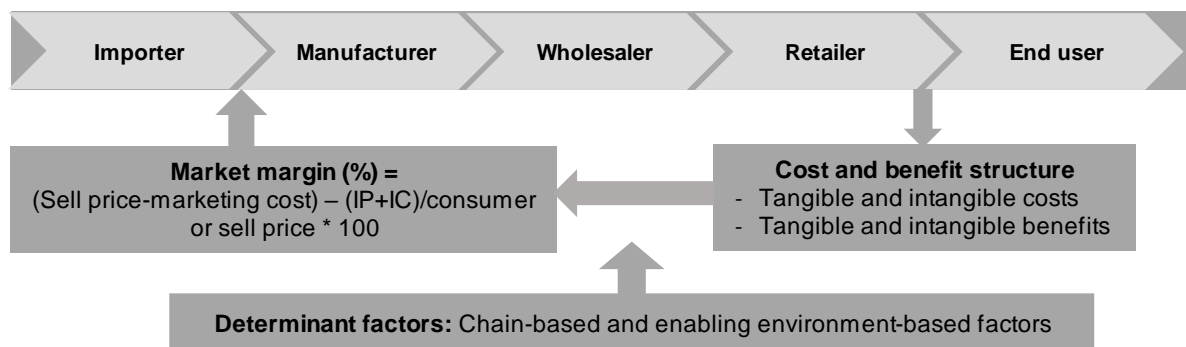 Importer
Manufacturer
Wholesaler
Retailer
End user
Market margin (%) =
(Sell price-marketing cost) – (IP+IC)/consumer
or sell price * 100
Cost and benefit structure
- Tangible and intangible costs
- Tangible and intangible benefits
Determinant factors: Chain-based and enabling environment-based factors